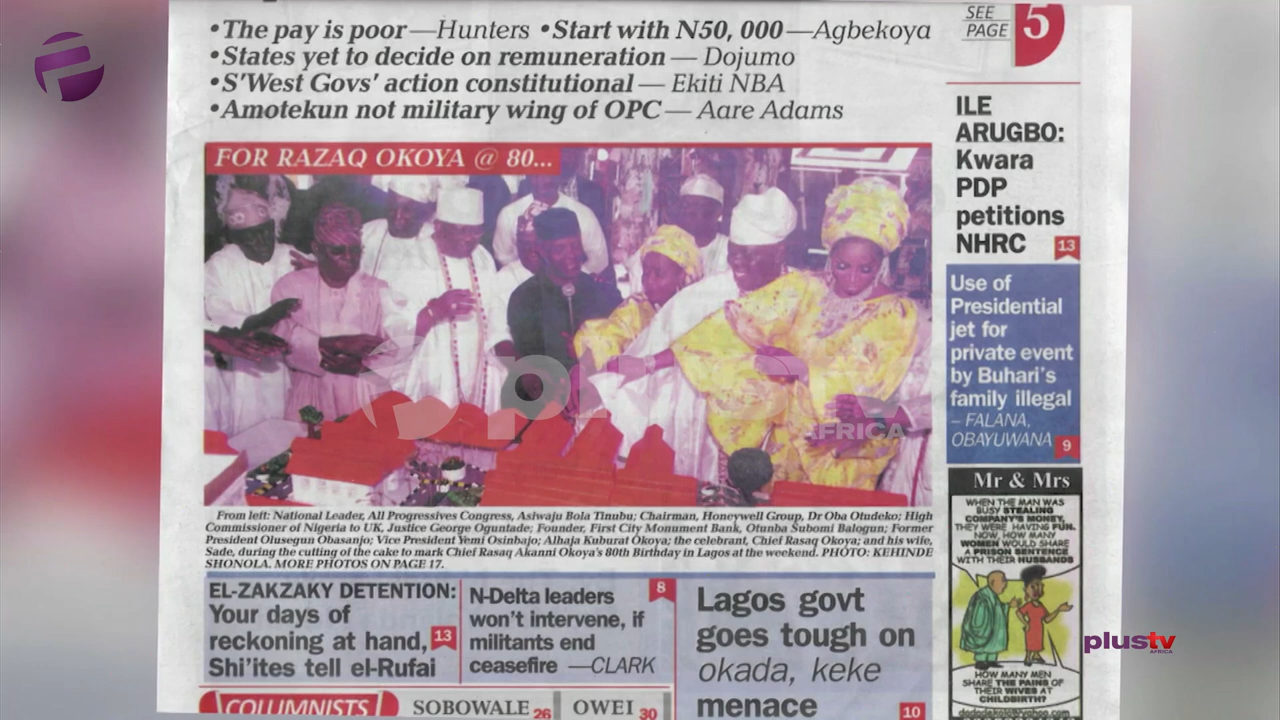 •The pay is poor—Hunters •Start with N50, 000—Agbekoya
•States yet to decide on remuneration — Dojumo
•S'West Govs' action constitutional — Ekiti NBA
•Amotekun not military wing of OPC — Aare Adams
SEE
PAGE 5
FOR RAZAQ OKOYA @ 80...
ILE
ARUGBO:
Kwara
PDP
petitions
NHRC 13
Use of
Presidential
jet for
private event
by Buhari's
family illegal
– FALANA,
OBAYUWANA 9
plustv
AFRICA
From left: National Leader, All Progressives Congress, Asiwaju Bola Tinubu; Chairman, Honeywell Group, Dr Oba Otudeko; High
Commissioner of Nigeria to UK, Justice George Oguntade; Founder, First City Monument Bank, Otunba Subomi Balogun; Former
President Olusegun Obasanjo; Vice President Yemi Osinbajo; Alhaja Kuburat Okoya; the celebrant, Chief Rasaq Okoya; and his wife,
Sade, during the cutting of the cake to mark Chief Rasaq Akanni Okoya's 80th Birthday in Lagos at the weekend. PHOTO: KEHINDE
SHONOLA. MORE PHOTOS ON PAGE 17.
EL-ZAKZAKY DETENTION:
Your days of
reckoning at hand, 13
Shi'ites tell el-Rufai
N-Delta leaders 8
won't intervene, if
militants end
ceasefire —CLARK
Lagos govt
goes tough on
okada, keke
menace 10
Mr & Mrs
WHEN THE MAN WAS
BUSY STEALING
COMPANY'S MONEY,
THEY WERE HAVING FUN.
NOW, HOW MANY
WOMEN WOULD SHARE
A PRISON SENTENCE
WITH THEIR HUSBANDS
HOW MANY MEN
SHARE THE PAINS OF
THEIR WIVES AT
CHILDBIRTH?
COLUMNISTS SOBOWALE 26 OWEI 30
plustv
AFRICA